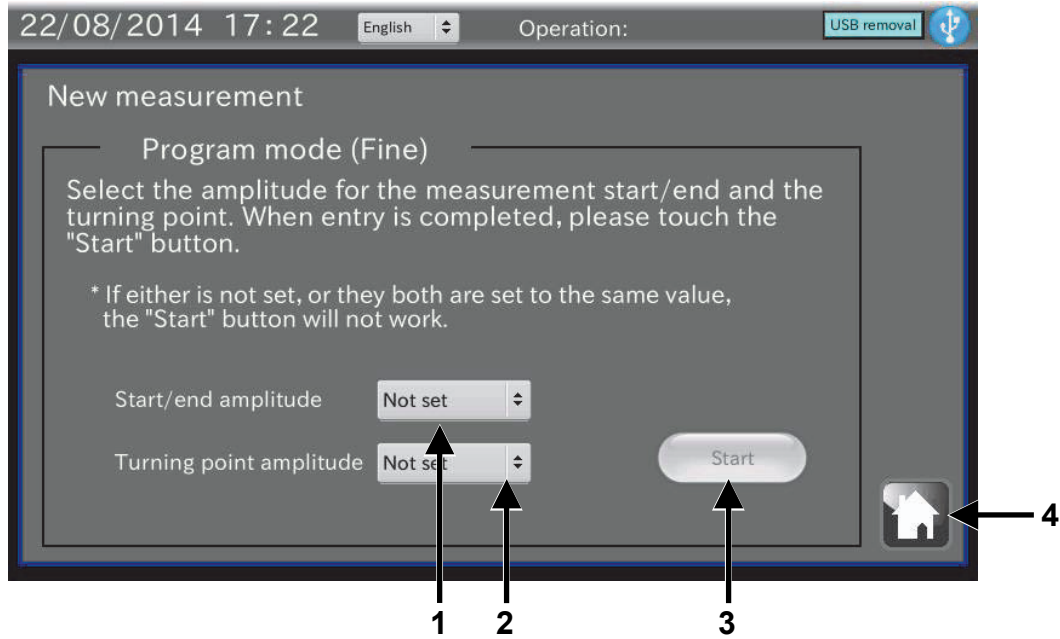 22/08/2014 17:22 English Operation: USB removal
New measurement
Program mode (Fine)
Select the amplitude for the measurement start/end and the
turning point. When entry is completed, please touch the
"Start" button.
* If either is not set, or they both are set to the same value,
the "Start" button will not work.
Start/end amplitude Not set
Turning point amplitude Not set Start
4
1 2 3